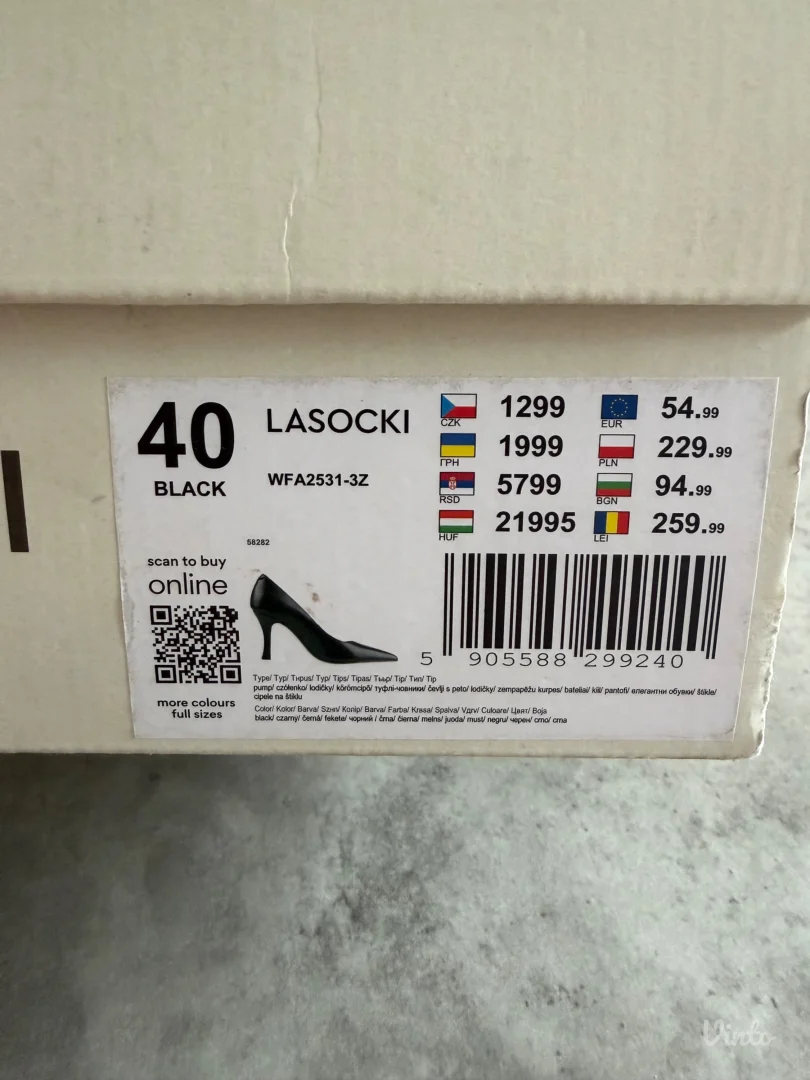 40
BLACK
LASOCKI
WFA2531-3Z
58282
CZK 1299
EUR 54.99
ГРН 1999
PLN 229.99
RSD 5799
BGN 94.99
HUF 21995
LEI 259.99
scan to buy
online
more colours
full sizes
5 905588 299240
Type/ Typ/ Típus/ Typ/ Tips/ Tipas/ Тьыр/ Tip/ Тип/ Tip
pump/ czółenko/ lodičky/ körömcipő/ туфлі-човники/ čevlji s peto/ lodičky/ zempapēžu kurpes/ bateliai/ kiil/ pantofi/ елегантни обувки/ štikle/
cipele na štiklu
Color/ Kolor/ Barva/ Szín/ Колір/ Barva/ Farba/ Krasa/ Spalva/ Culoare/ Цвят/ Boja
black/ czarny/ černá/ fekete/ чорний / črna/ čierna/ melns/ juoda/ must/ negru/ черен/ crno/ crna
Vinto